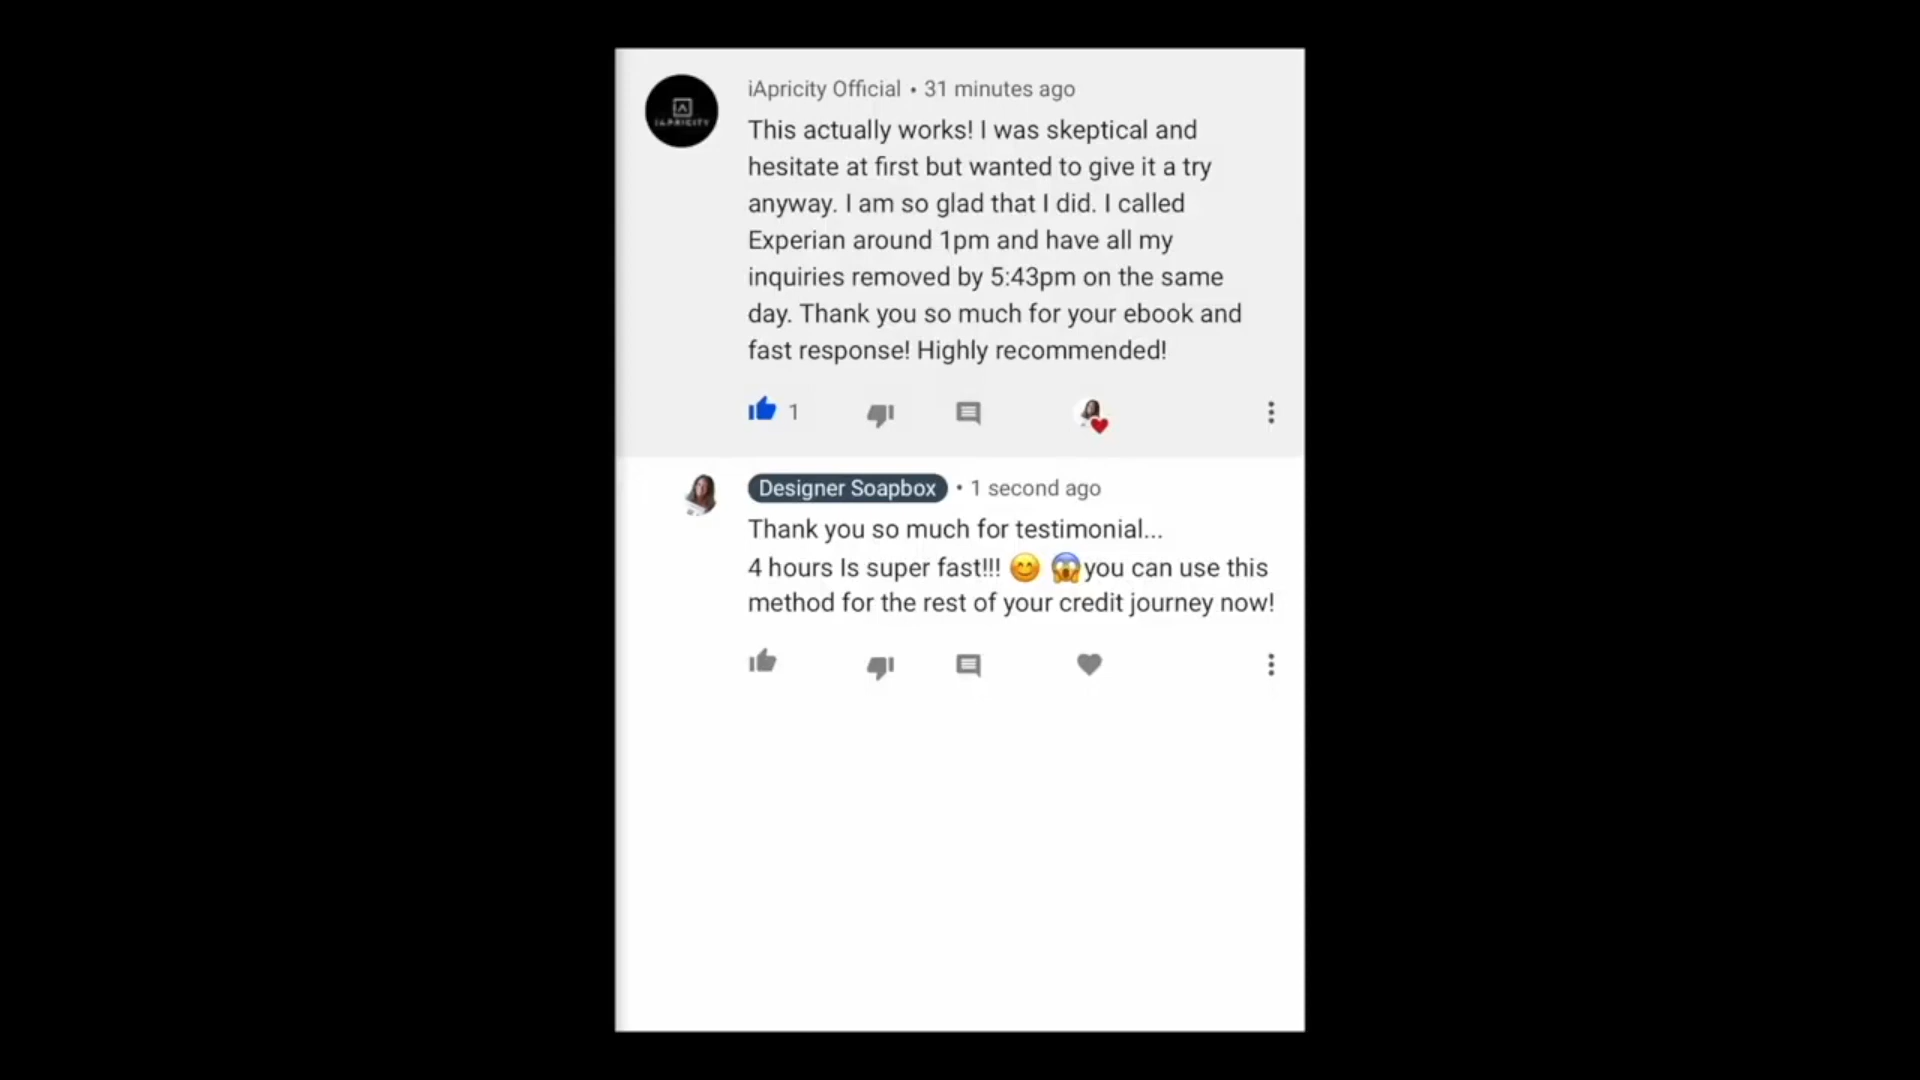 iApricity Official • 31 minutes ago
This actually works! I was skeptical and
hesitate at first but wanted to give it a try
anyway. I am so glad that I did. I called
Experian around 1pm and have all my
inquiries removed by 5:43pm on the same
day. Thank you so much for your ebook and
fast response! Highly recommended!
IAPRICITY
1
Designer Soapbox • 1 second ago
Thank you so much for testimonial...
4 hours Is super fast!!! 😊 😱you can use this
method for the rest of your credit journey now!